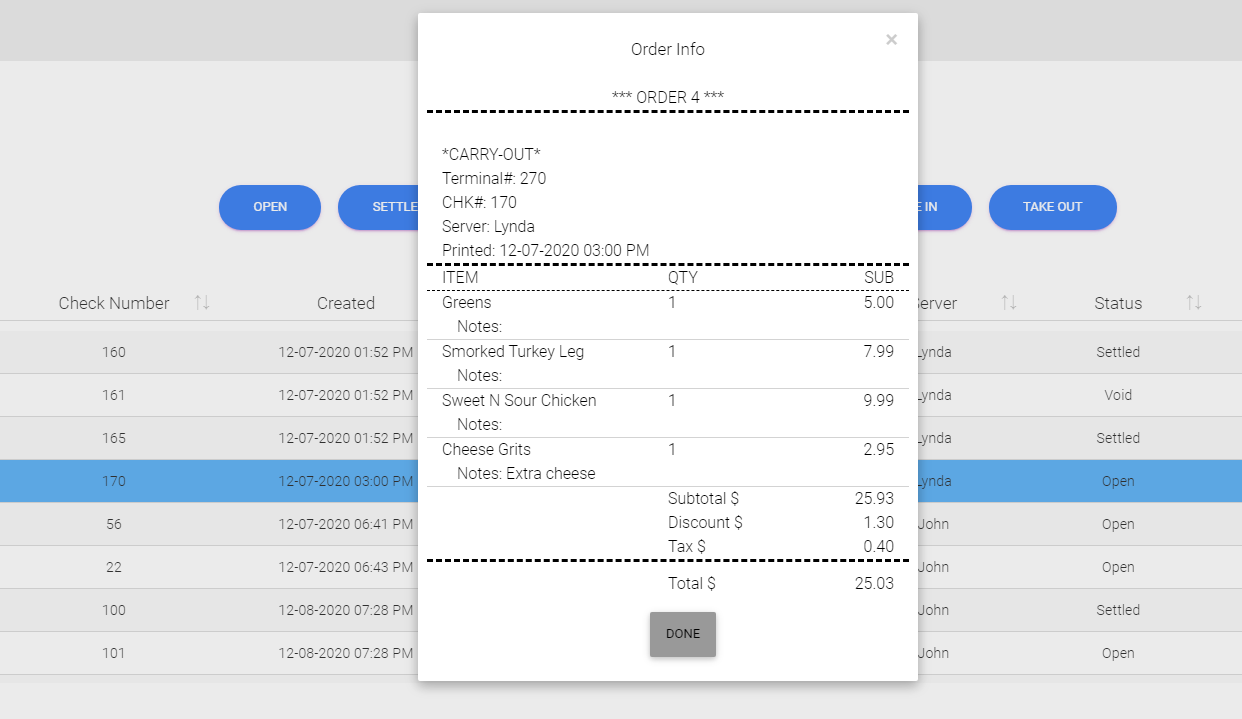 Order Info ×
*** ORDER 4 ***
*CARRY-OUT*
Terminal#: 270
CHK#: 170
Server: Lynda
Printed: 12-07-2020 03:00 PM
ITEM QTY SUB
Greens 1 5.00
Notes:
Smorked Turkey Leg 1 7.99
Notes:
Sweet N Sour Chicken 1 9.99
Notes:
Cheese Grits 1 2.95
Notes: Extra cheese
Subtotal $ 25.93
Discount $ 1.30
Tax $ 0.40
Total $ 25.03
DONE
OPEN SETTLE E IN TAKE OUT
Check Number Created Server Status
160 12-07-2020 01:52 PM Lynda Settled
161 12-07-2020 01:52 PM Lynda Void
165 12-07-2020 01:52 PM Lynda Settled
170 12-07-2020 03:00 PM Lynda Open
56 12-07-2020 06:41 PM John Open
22 12-07-2020 06:43 PM John Open
100 12-08-2020 07:28 PM John Settled
101 12-08-2020 07:28 PM John Open